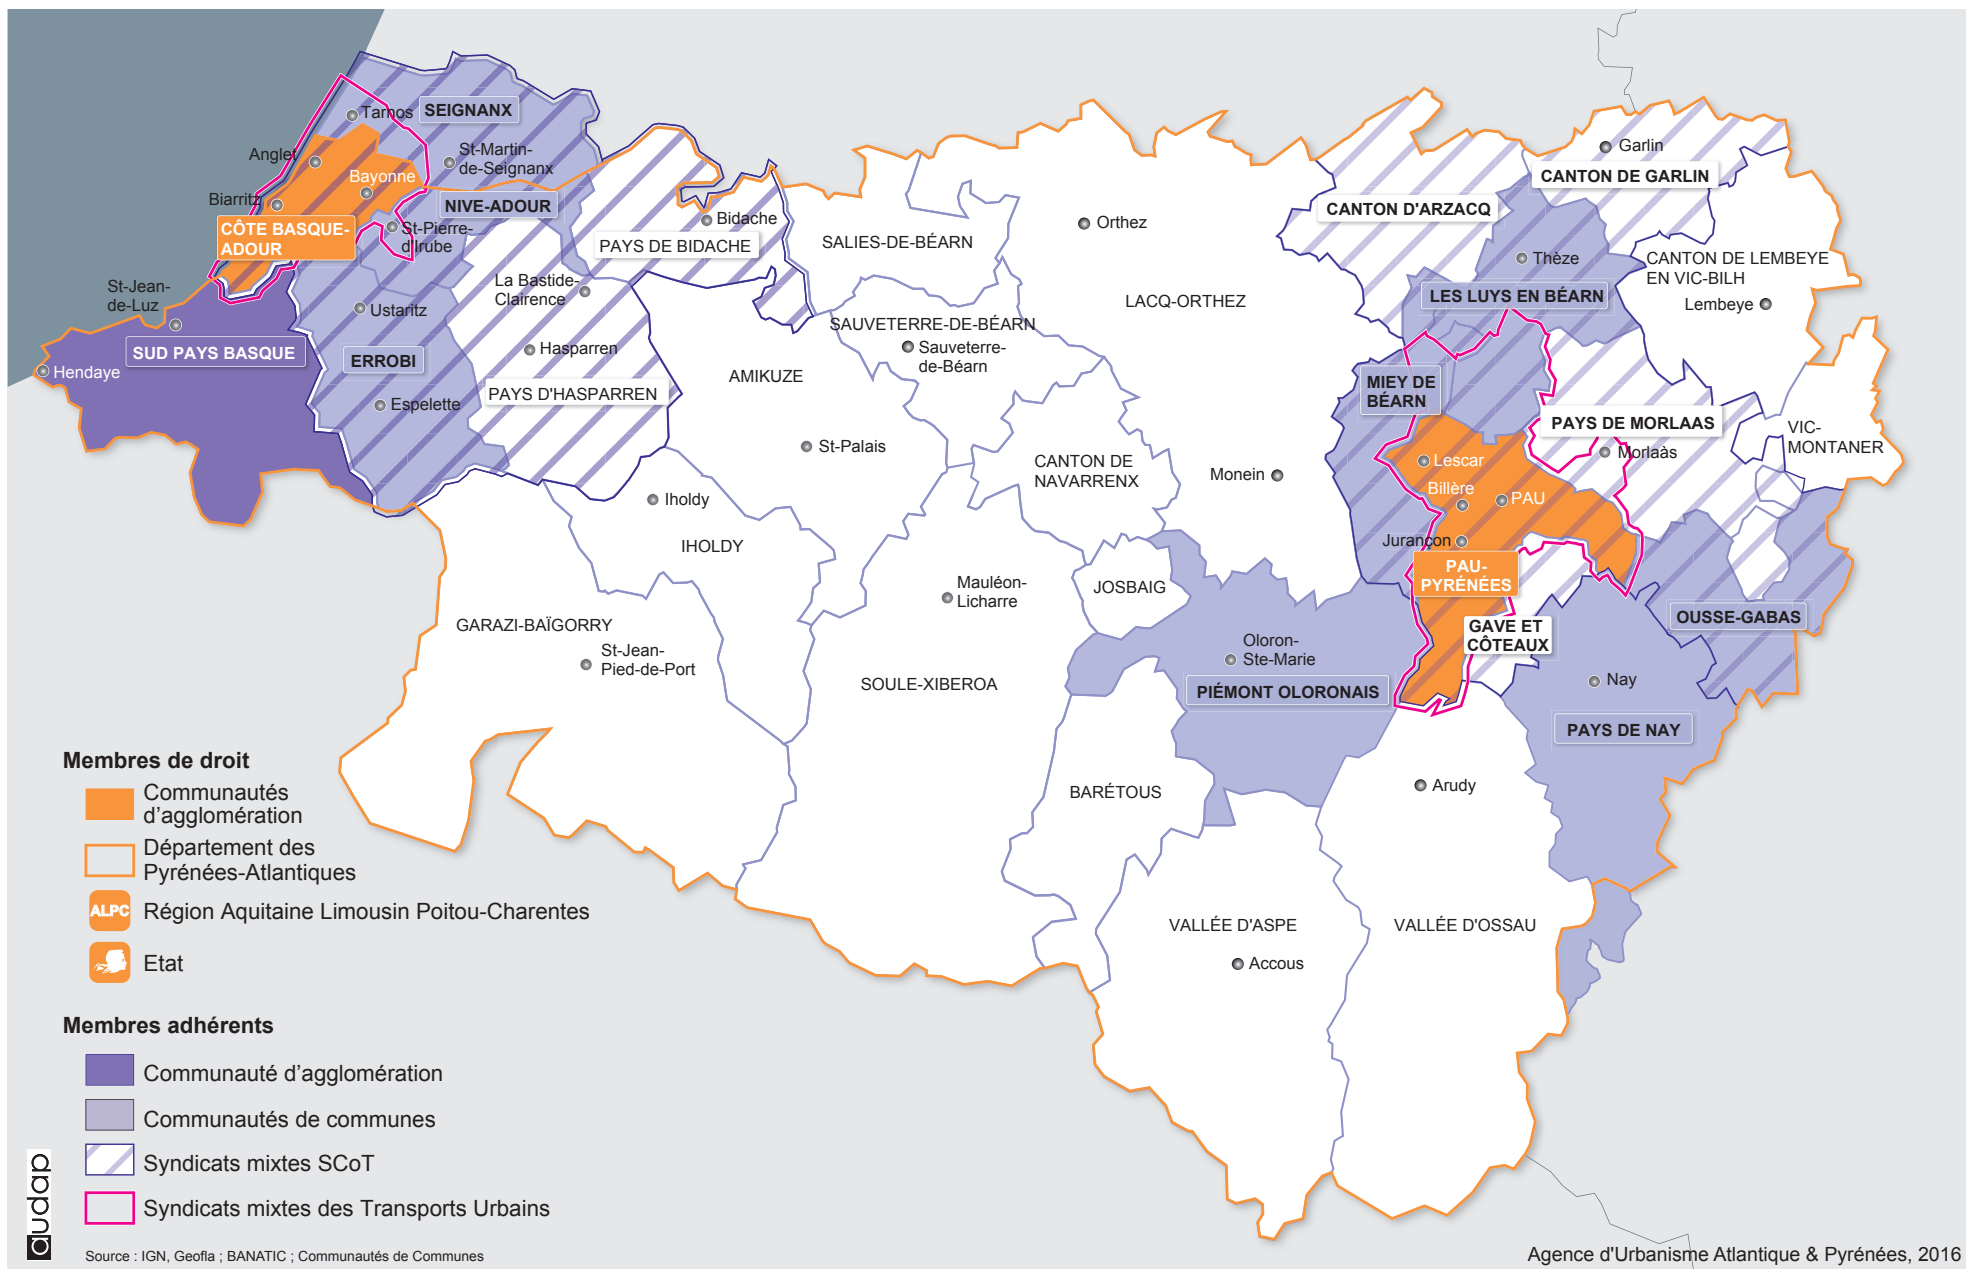 Tarnos
SEIGNANX
Anglet
St-Martin-
de-Seignanx
Bayonne
Biarritz
NIVE-ADOUR
CÔTE BASQUE-
ADOUR
St-Pierre-
d'Irube
Bidache
PAYS DE BIDACHE
St-Jean-
de-Luz
La Bastide-
Clairence
Ustaritz
SUD PAYS BASQUE
Hendaye
ERROBI
Hasparren
PAYS D'HASPARREN
Espelette
SALIES-DE-BÉARN
Orthez
LACQ-ORTHEZ
SAUVETERRE-DE-BÉARN
Sauveterre-
de-Béarn
AMIKUZE
St-Palais
CANTON DE
NAVARRENX
Monein
Iholdy
IHOLDY
JOSBAIG
Mauléon-
Licharre
GARAZI-BAÏGORRY
St-Jean-
Pied-de-Port
SOULE-XIBEROA
Oloron-
Ste-Marie
PIÉMONT OLORONAIS
BARÉTOUS
VALLÉE D'ASPE
Accous
Arudy
VALLÉE D'OSSAU
Garlin
CANTON DE GARLIN
CANTON D'ARZACQ
Thèze
LES LUYS EN BÉARN
CANTON DE LEMBEYE
EN VIC-BILH
Lembeye
MIEY DE
BÉARN
PAYS DE MORLAAS
Morlaàs
VIC-
MONTANER
Lescar
Billère
PAU
Jurançon
PAU-
PYRÉNÉES
GAVE ET
CÔTEAUX
OUSSE-GABAS
Nay
PAYS DE NAY
Membres de droit
Communautés
d'agglomération
Département des
Pyrénées-Atlantiques
ALPC
Région Aquitaine Limousin Poitou-Charentes
Etat
Membres adhérents
Communauté d'agglomération
Communautés de communes
Syndicats mixtes SCoT
Syndicats mixtes des Transports Urbains
audap
Source : IGN, Geofla ; BANATIC ; Communautés de Communes
Agence d'Urbanisme Atlantique & Pyrénées, 2016